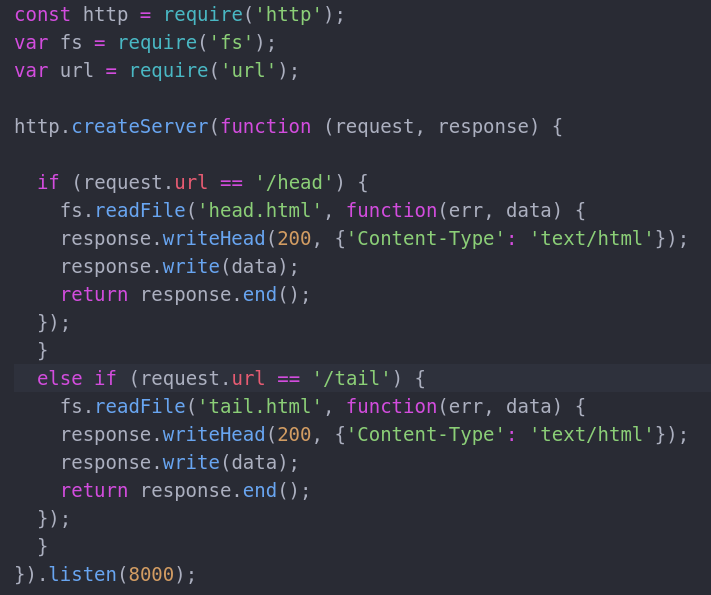 const http = require('http');
var fs = require('fs');
var url = require('url');

http.createServer(function (request, response) {

  if (request.url == '/head') {
    fs.readFile('head.html', function(err, data) {
    response.writeHead(200, {'Content-Type': 'text/html'});
    response.write(data);
    return response.end();
  });
  }
  else if (request.url == '/tail') {
    fs.readFile('tail.html', function(err, data) {
    response.writeHead(200, {'Content-Type': 'text/html'});
    response.write(data);
    return response.end();
  });
  }
}).listen(8000);